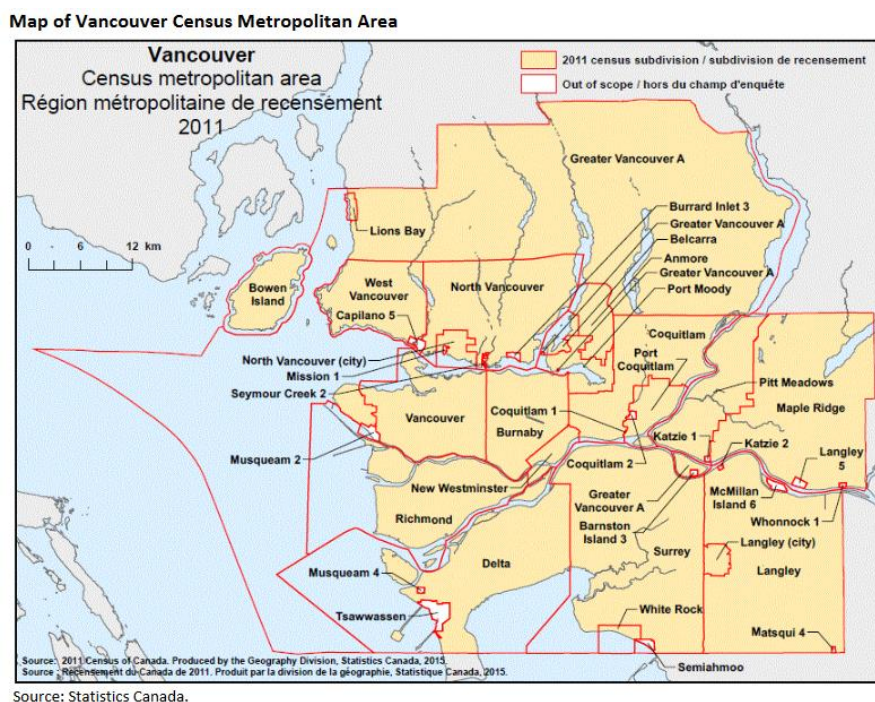 Map of Vancouver Census Metropolitan Area
Vancouver
Census metropolitan area
Région métropolitaine de recensement
2011
2011 census subdivision / subdivision de recensement
Out of scope / hors du champ d'enquête
Greater Vancouver A
Lions Bay
Burrard Inlet 3
Greater Vancouver A
Belcarra
Anmore
Greater Vancouver A
Port Moody
0 6 12 km
Bowen
Island
West
Vancouver
North Vancouver
Capilano 5
Coquitlam
North Vancouver (city)
Mission 1
Seymour Creek 2
Port
Coquitlam
Pitt Meadows
Maple Ridge
Vancouver
Coquitlam 1
Burnaby
Musqueam 2
Katzie 1
Katzie 2
Langley
5
Coquitlam 2
New Westminster
Greater
Vancouver A
McMillan
Island 6
Richmond
Barnston
Island 3
Whonnock 1
Surrey
Langley (city)
Delta
Langley
Musqueam 4
Tsawwassen
White Rock
Matsqui 4
Semiahmoo
Source: 2011 Census of Canada. Produced by the Geography Division, Statistics Canada, 2015.
Source : Recensement du Canada de 2011. Produit par la division de la géographie, Statistique Canada, 2015.
Source: Statistics Canada.